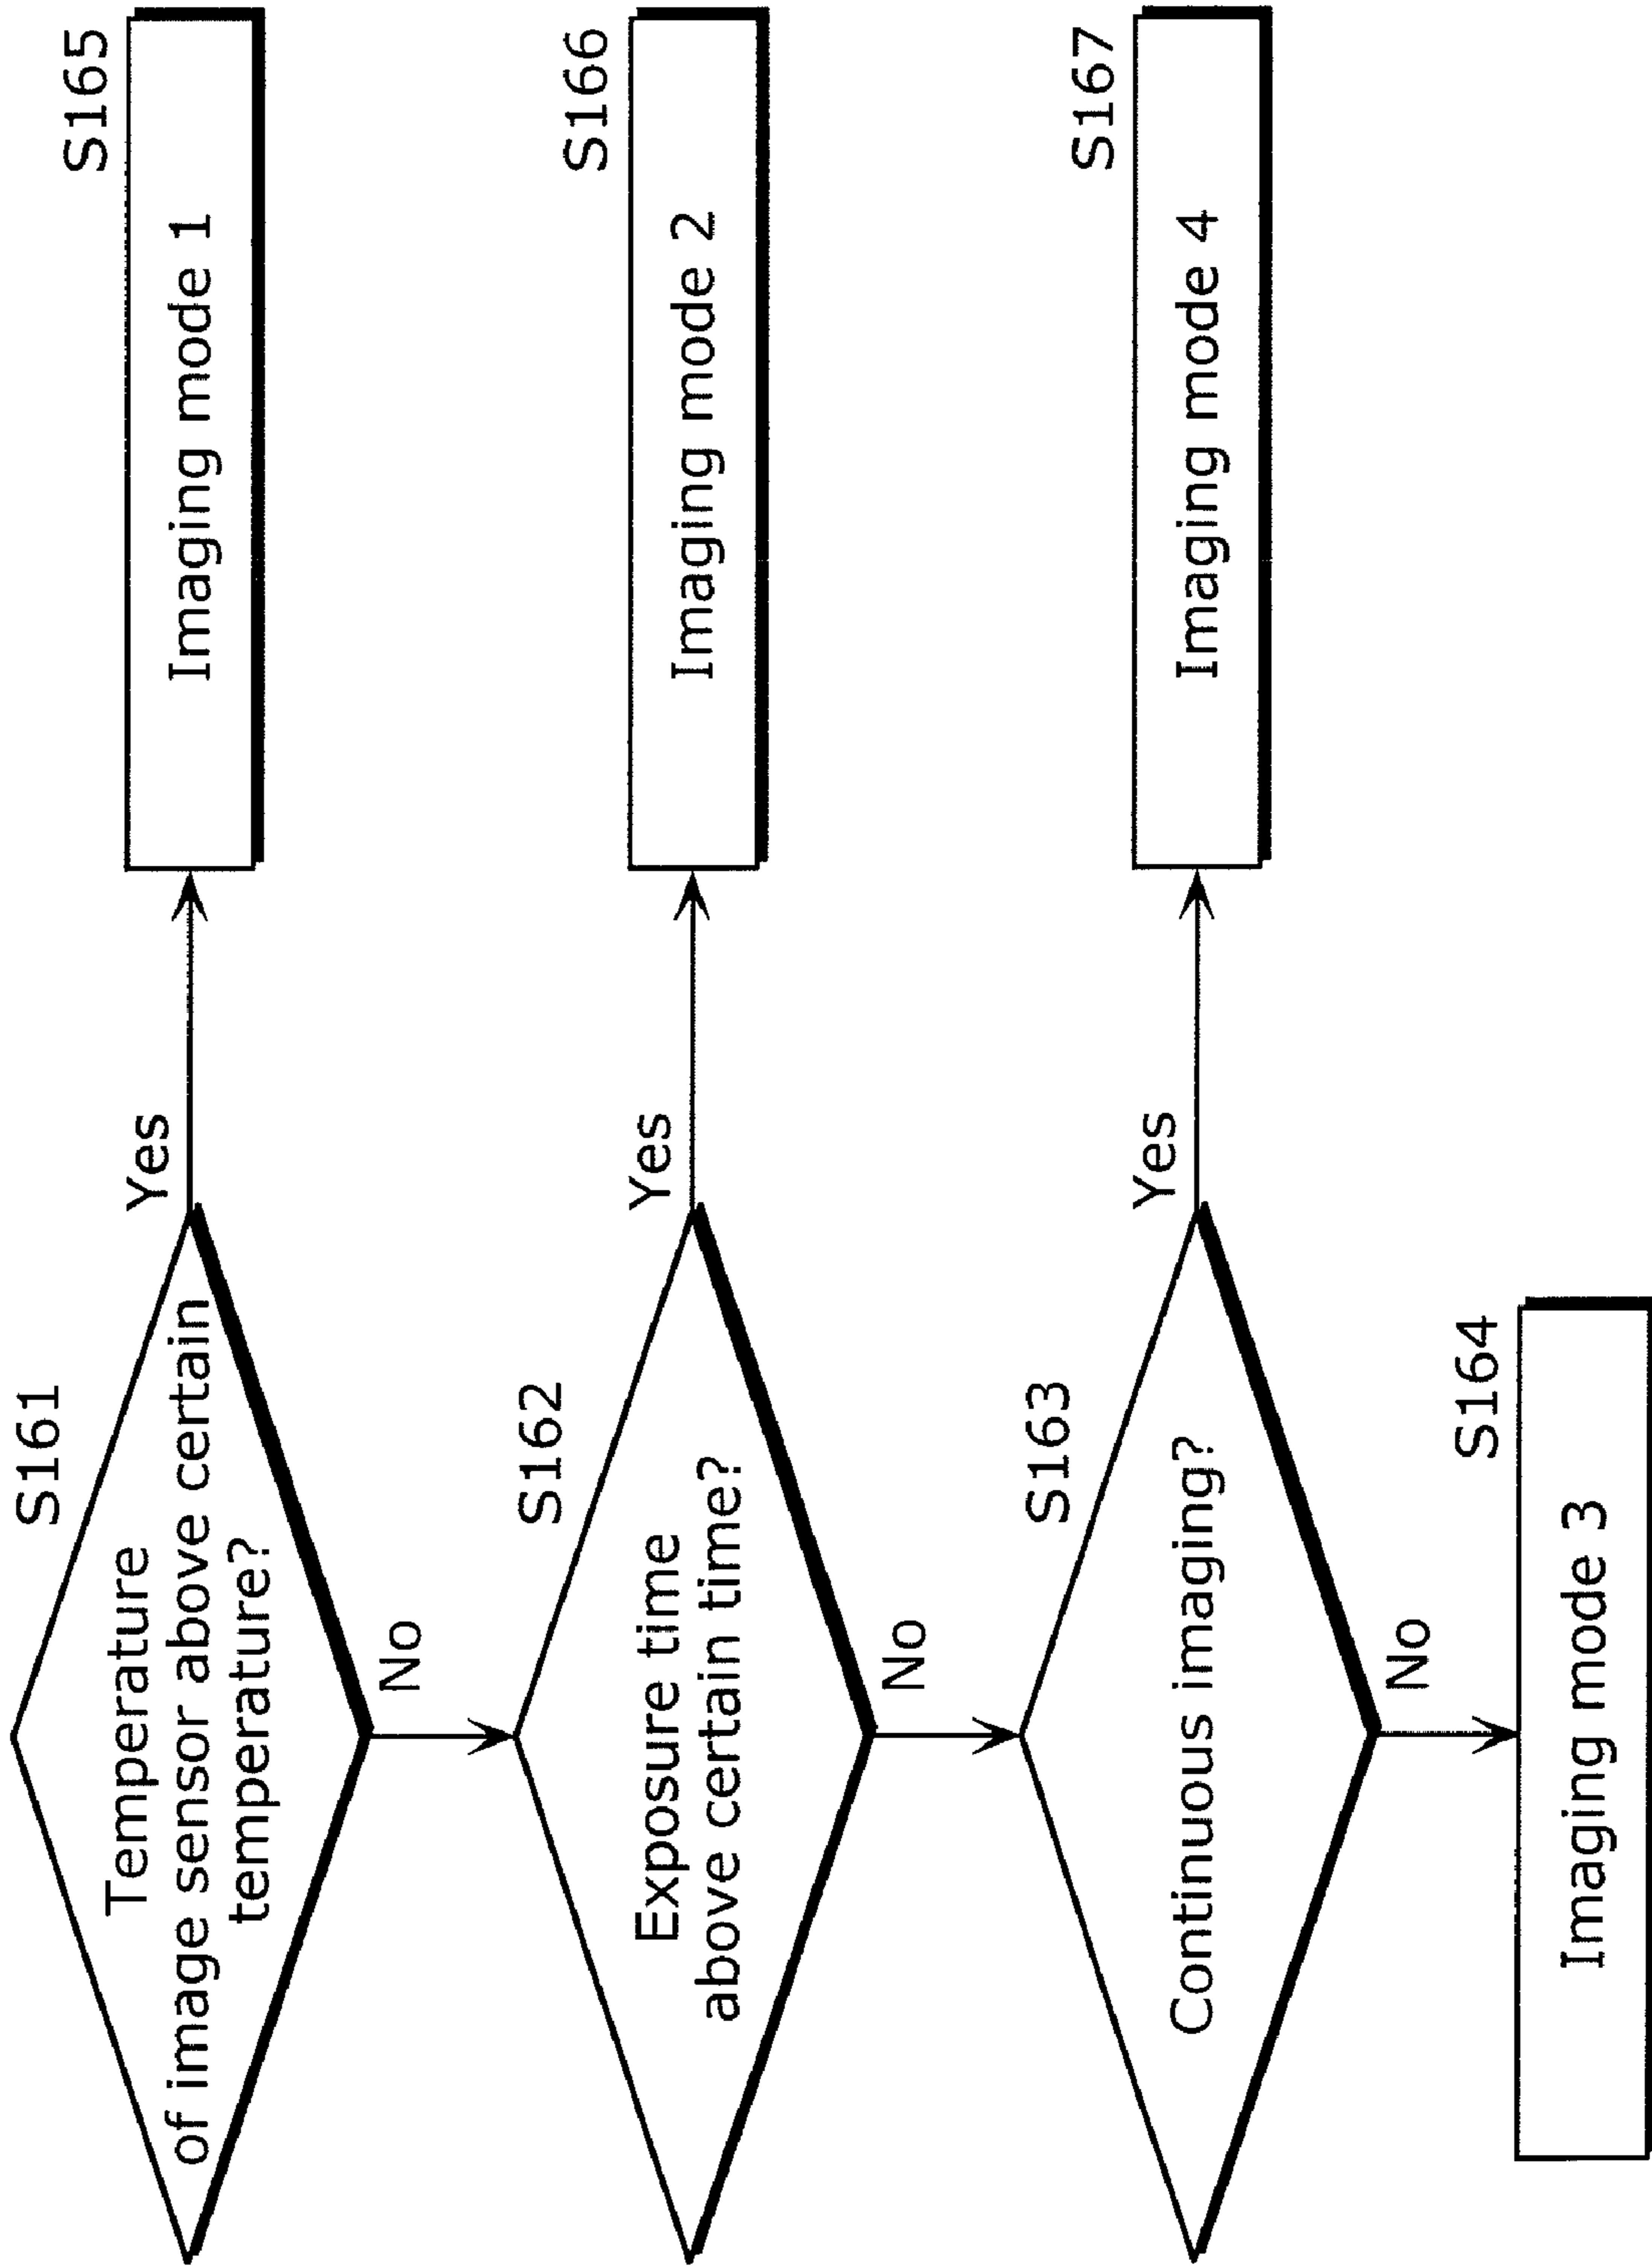 S161
Temperature
of image sensor above certain
temperature?
Yes
S165
Imaging mode 1
No
S162
Exposure time
above certain time?
Yes
S166
Imaging mode 2
No
S163
Continuous imaging?
Yes
S167
Imaging mode 4
No
S164
Imaging mode 3